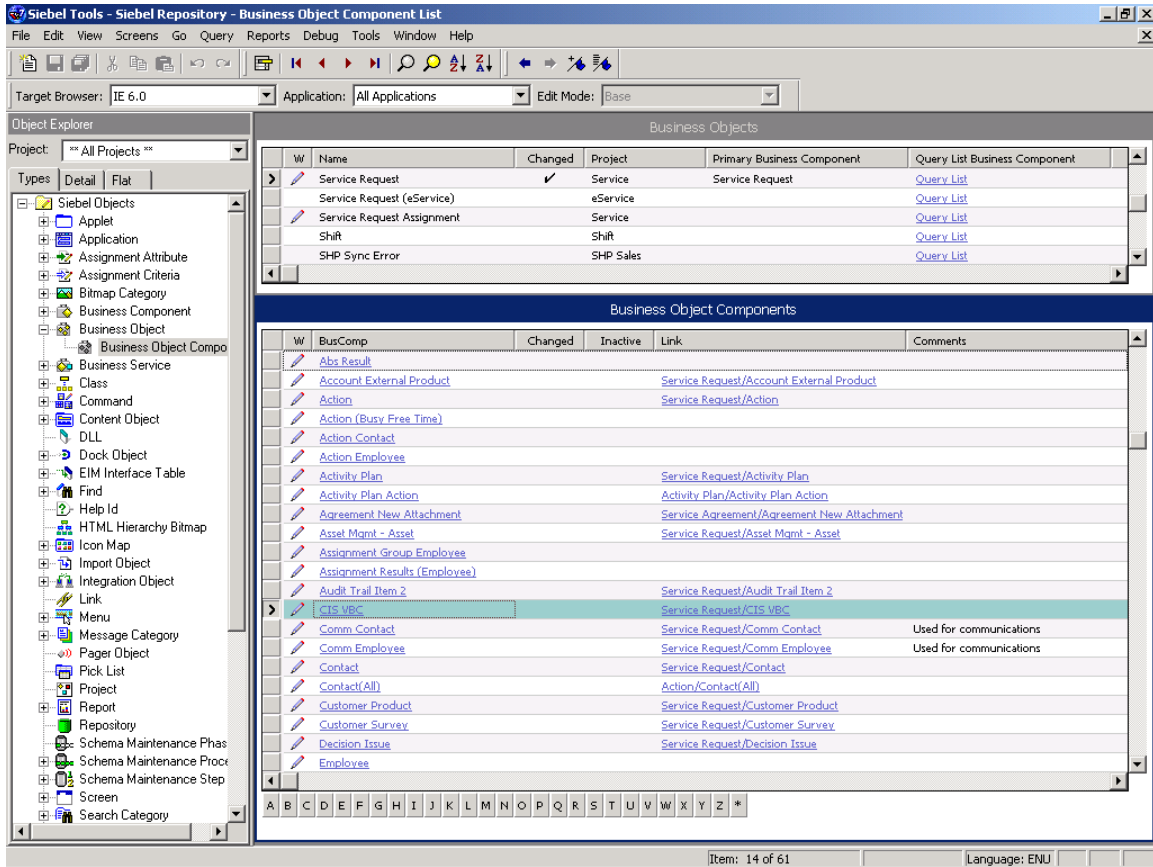 Siebel Tools - Siebel Repository - Business Object Component List
File Edit View Screens Go Query Reports Debug Tools Window Help
Target Browser: IE 6.0 Application: All Applications Edit Mode: Base
Object Explorer
Project: ** All Projects **
Types Detail Flat
Siebel Objects
Applet
Application
Assignment Attribute
Assignment Criteria
Bitmap Category
Business Component
Business Object
Business Object Compo
Business Service
Class
Command
Content Object
DLL
Dock Object
EIM Interface Table
Find
Help Id
HTML Hierarchy Bitmap
Icon Map
Import Object
Integration Object
Link
Menu
Message Category
Pager Object
Pick List
Project
Report
Repository
Schema Maintenance Phas
Schema Maintenance Proce
Schema Maintenance Step
Screen
Search Category
Business Objects
W Name Changed Project Primary Business Component Query List Business Component
Service Request ✔ Service Service Request Query List
Service Request (eService) eService Query List
Service Request Assignment Service Query List
Shift Shift Query List
SHP Sync Error SHP Sales Query List
Business Object Components
W BusComp Changed Inactive Link Comments
Abs Result
Account External Product Service Request/Account External Product
Action Service Request/Action
Action (Busy Free Time)
Action Contact
Action Employee
Activity Plan Service Request/Activity Plan
Activity Plan Action Activity Plan/Activity Plan Action
Agreement New Attachment Service Agreement/Agreement New Attachment
Asset Mgmt - Asset Service Request/Asset Mgmt - Asset
Assignment Group Employee
Assignment Results (Employee)
Audit Trail Item 2 Service Request/Audit Trail Item 2
CIS VBC Service Request/CIS VBC
Comm Contact Service Request/Comm Contact Used for communications
Comm Employee Service Request/Comm Employee Used for communications
Contact Service Request/Contact
Contact(All) Action/Contact(All)
Customer Product Service Request/Customer Product
Customer Survey Service Request/Customer Survey
Decision Issue Service Request/Decision Issue
Employee
A B C D E F G H I J K L M N O P Q R S T U V W X Y Z *
Item: 14 of 61 Language: ENU